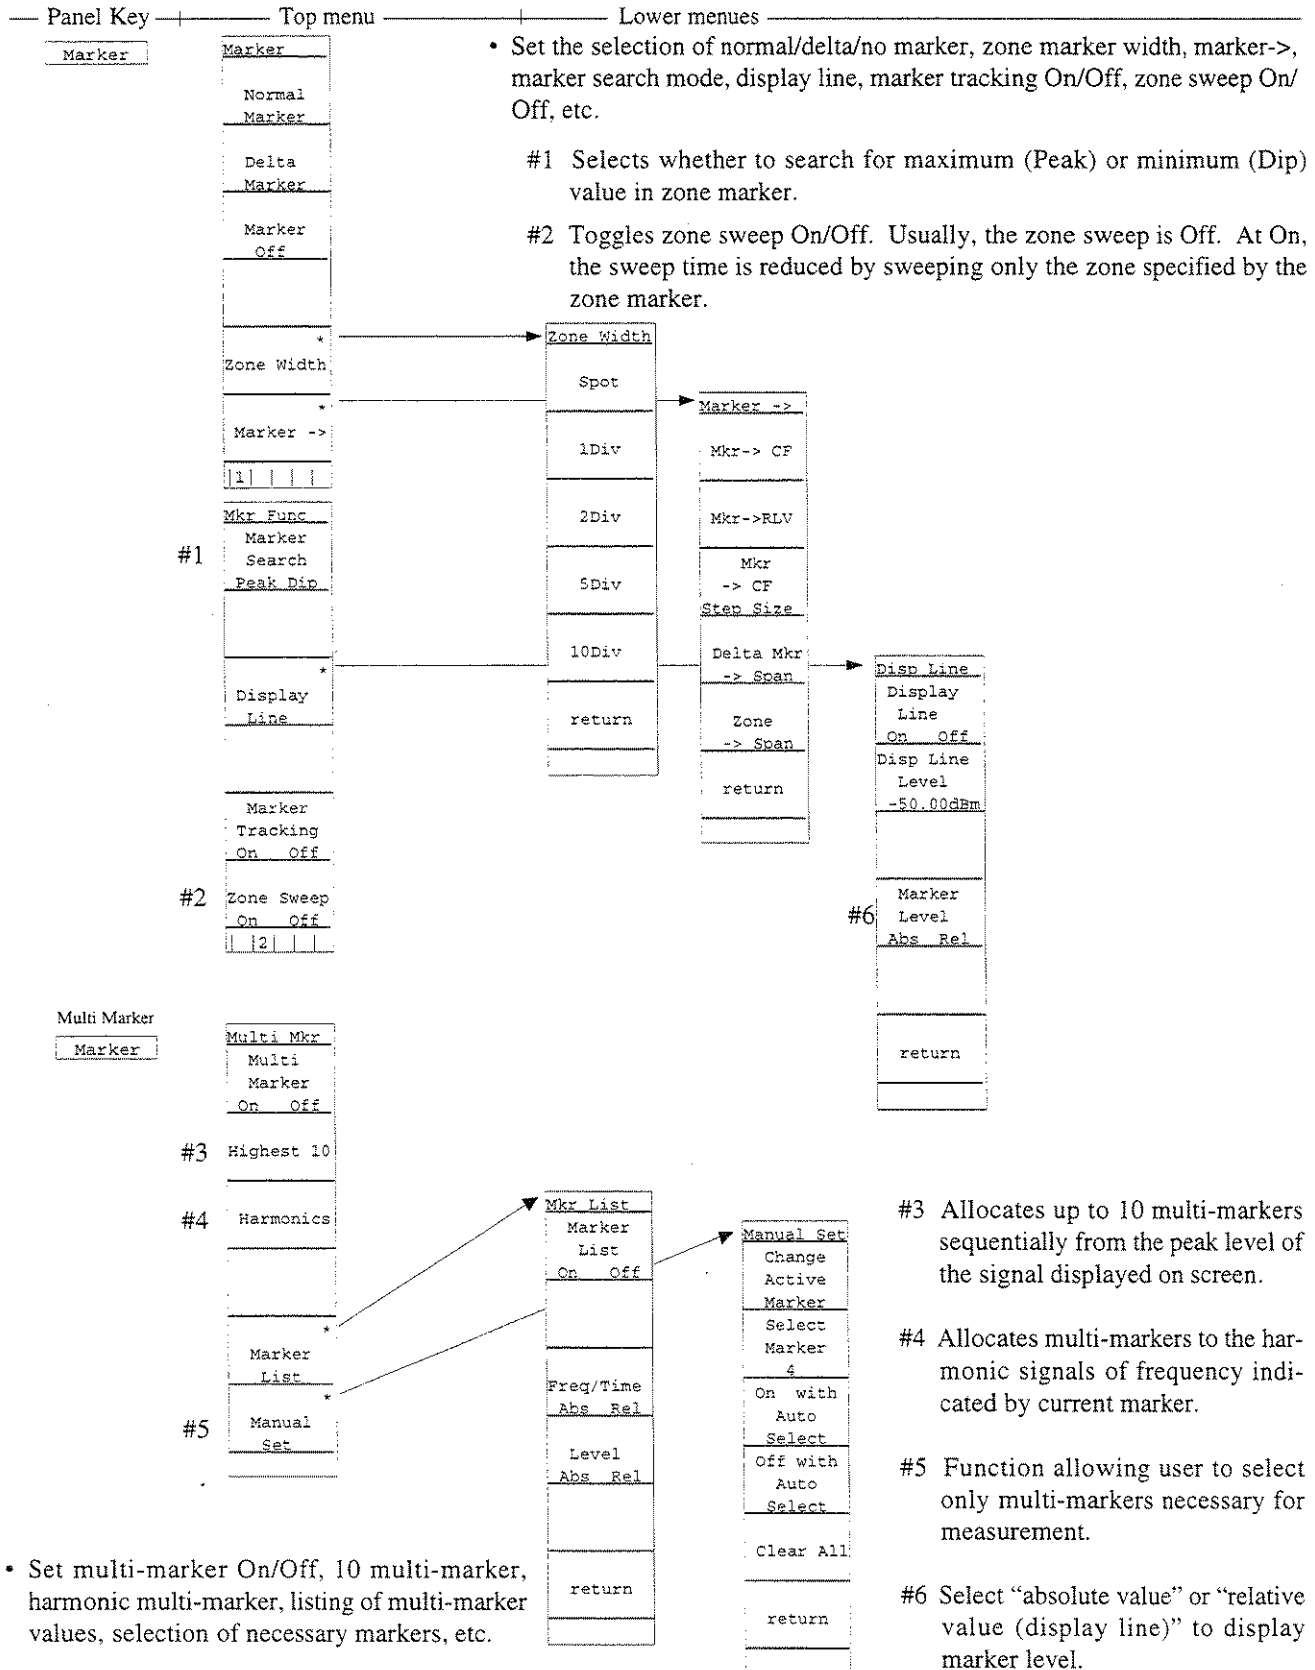 Panel Key
Top menu
Lower menues
Marker
Marker
Normal
Marker
Delta
Marker
Marker
Off
*
Zone Width
*
Marker ->
|1| | | |
• Set the selection of normal/delta/no marker, zone marker width, marker->,
marker search mode, display line, marker tracking On/Off, zone sweep On/
Off, etc.
#1 Selects whether to search for maximum (Peak) or minimum (Dip)
value in zone marker.
#2 Toggles zone sweep On/Off. Usually, the zone sweep is Off. At On,
the sweep time is reduced by sweeping only the zone specified by the
zone marker.
Mkr Func
#1
Marker
Search
Peak Dip
*
Display
Line
Marker
Tracking
On Off
#2
Zone Sweep
On Off
| |2| | |
Zone Width
Spot
1Div
2Div
5Div
10Div
return
Marker ->
Mkr-> CF
Mkr->RLV
Mkr
-> CF
Step Size
Delta Mkr
-> Span
Zone
-> Span
return
Disp Line
Display
Line
On Off
Disp Line
Level
-50.00dBm
#6
Marker
Level
Abs Rel
return
Multi Marker
Marker
Multi Mkr
Multi
Marker
On Off
#3
Highest 10
#4
Harmonics
*
Marker
List
*
#5
Manual
Set
Mkr List
Marker
List
On Off
Freq/Time
Abs Rel
Level
Abs Rel
return
Manual Set
Change
Active
Marker
Select
Marker
4
On with
Auto
Select
Off with
Auto
Select
Clear All
return
#3 Allocates up to 10 multi-markers
sequentially from the peak level of
the signal displayed on screen.
#4 Allocates multi-markers to the har-
monic signals of frequency indi-
cated by current marker.
#5 Function allowing user to select
only multi-markers necessary for
measurement.
#6 Select “absolute value” or “relative
value (display line)” to display
marker level.
• Set multi-marker On/Off, 10 multi-marker,
harmonic multi-marker, listing of multi-marker
values, selection of necessary markers, etc.